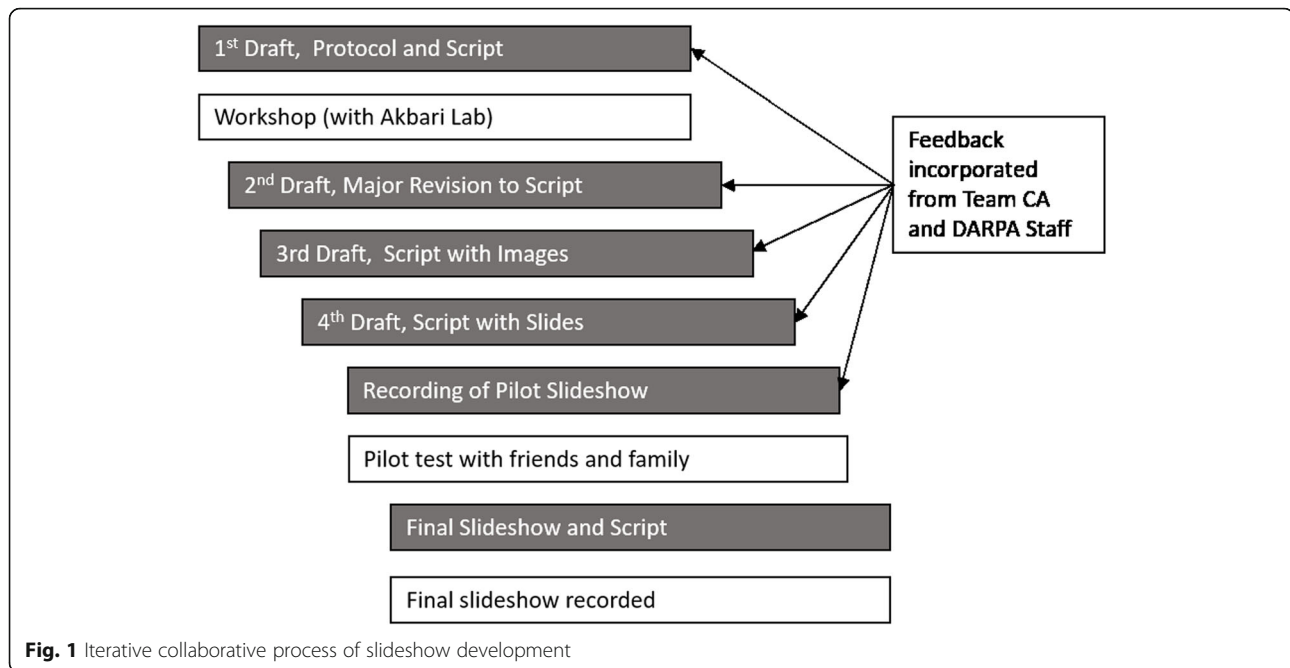 1st Draft, Protocol and Script
Workshop (with Akbari Lab)
2nd Draft, Major Revision to Script
3rd Draft, Script with Images
4th Draft, Script with Slides
Recording of Pilot Slideshow
Pilot test with friends and family
Final Slideshow and Script
Final slideshow recorded
Feedback
incorporated
from Team CA
and DARPA Staff
Fig. 1 Iterative collaborative process of slideshow development